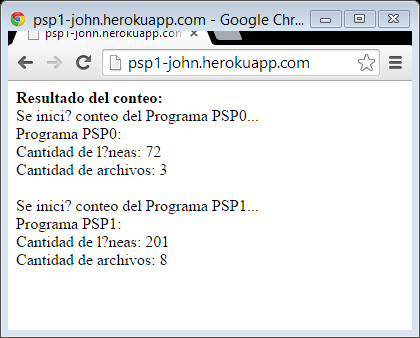 psp1-john.herokuapp.com - Google Chr...
psp1-john.herokuapp.com
psp1-john.herokuapp.com
Resultado del conteo:
Se inici? conteo del Programa PSP0...
Programa PSP0:
Cantidad de l?neas: 72
Cantidad de archivos: 3
Se inici? conteo del Programa PSP1...
Programa PSP1:
Cantidad de l?neas: 201
Cantidad de archivos: 8